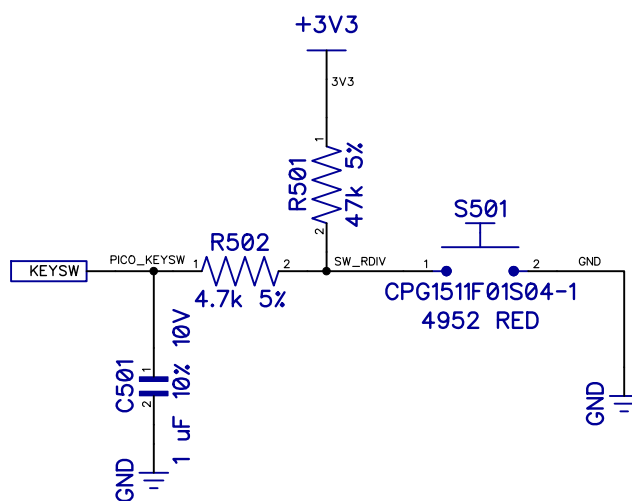 +3V3
3V3
1
R501
47k 5%
2
S501
KEYSW
PICO_KEYSW
1
R502
2
4.7k 5%
SW_RDIV
1
2
GND
CPG1511F01S04-1
4952 RED
1
C501
10% 10V
2
1 uF
GND
GND